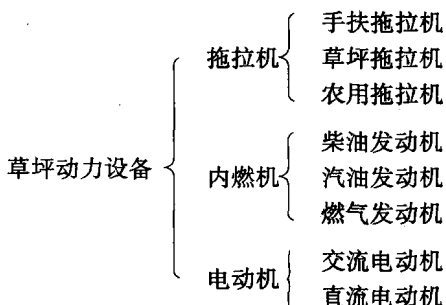 手扶拖拉机
拖拉机 草坪拖拉机
农用拖拉机
柴油发动机
草坪动力设备 内燃机 汽油发动机
燃气发动机
交流电动机
电动机
直流电动机